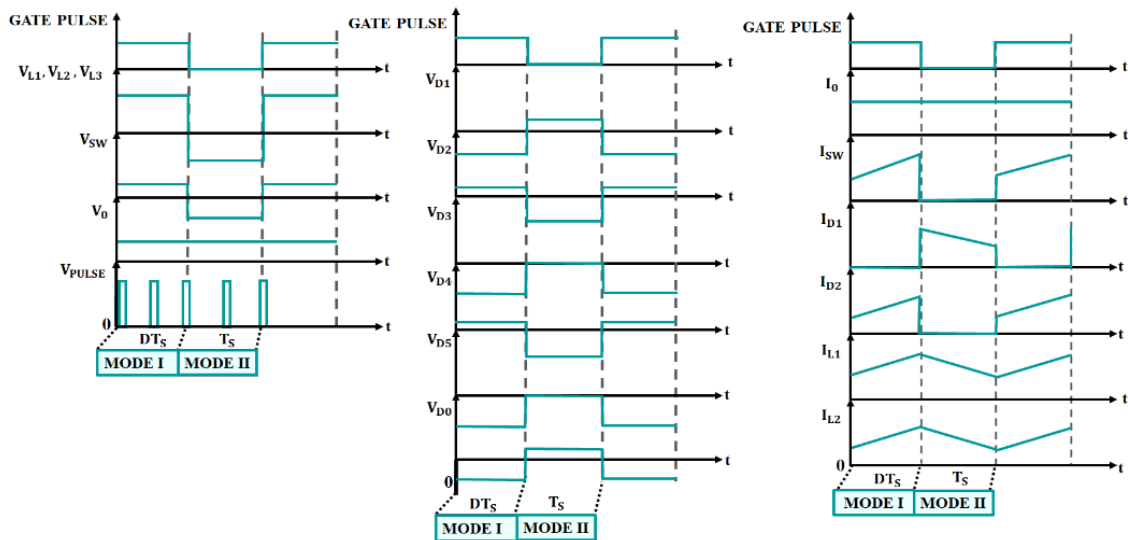 GATE PULSE
t
V_L1, V_L2 , V_L3
t
V_SW
t
V_0
t
V_PULSE
0
t
DT_S
T_S
MODE I
MODE II
GATE PULSE
t
V_D1
t
V_D2
t
V_D3
t
V_D4
t
V_D5
t
V_D0
t
0
DT_S
T_S
MODE I
MODE II
GATE PULSE
t
I_0
t
I_SW
t
I_D1
t
I_D2
t
I_L1
t
I_L2
0
t
DT_S
T_S
MODE I
MODE II